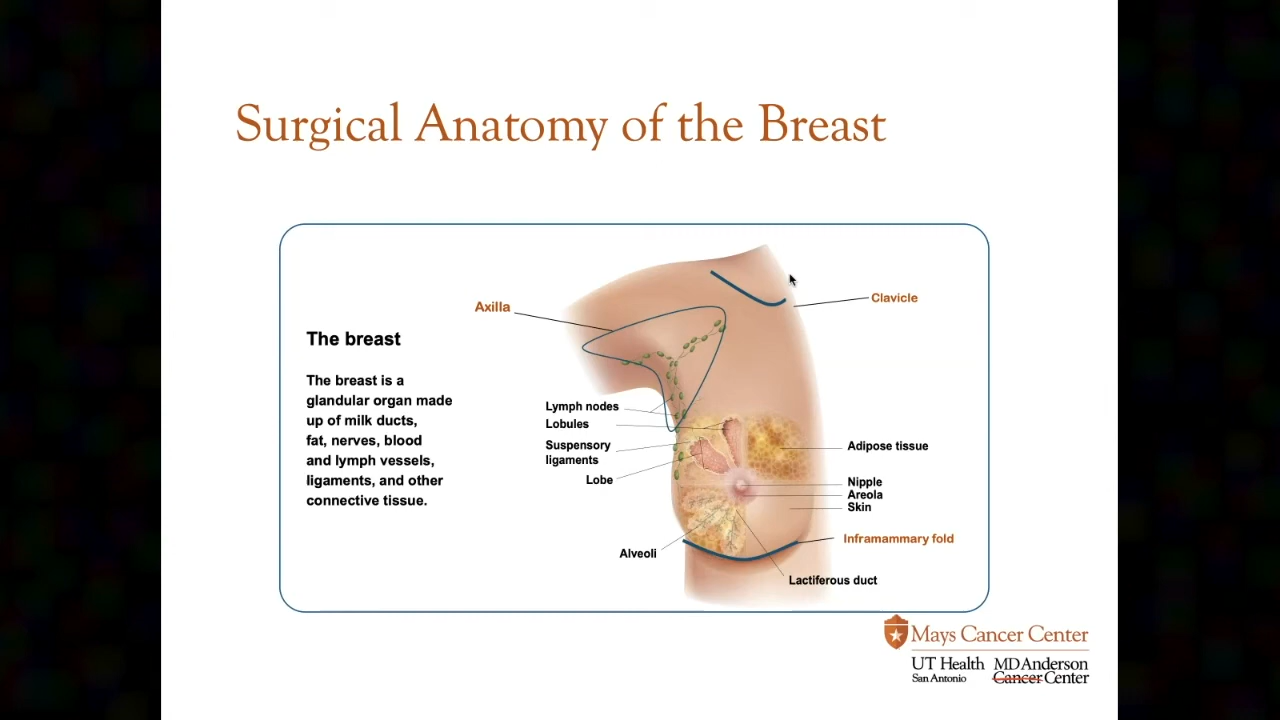 Surgical Anatomy of the Breast
The breast
The breast is a
glandular organ made
up of milk ducts,
fat, nerves, blood
and lymph vessels,
ligaments, and other
connective tissue.
Axilla
Clavicle
Lymph nodes
Lobules
Suspensory
ligaments
Lobe
Alveoli
Adipose tissue
Nipple
Areola
Skin
Inframammary fold
Lactiferous duct
Mays Cancer Center
UT Health
San Antonio
MD Anderson
Cancer Center